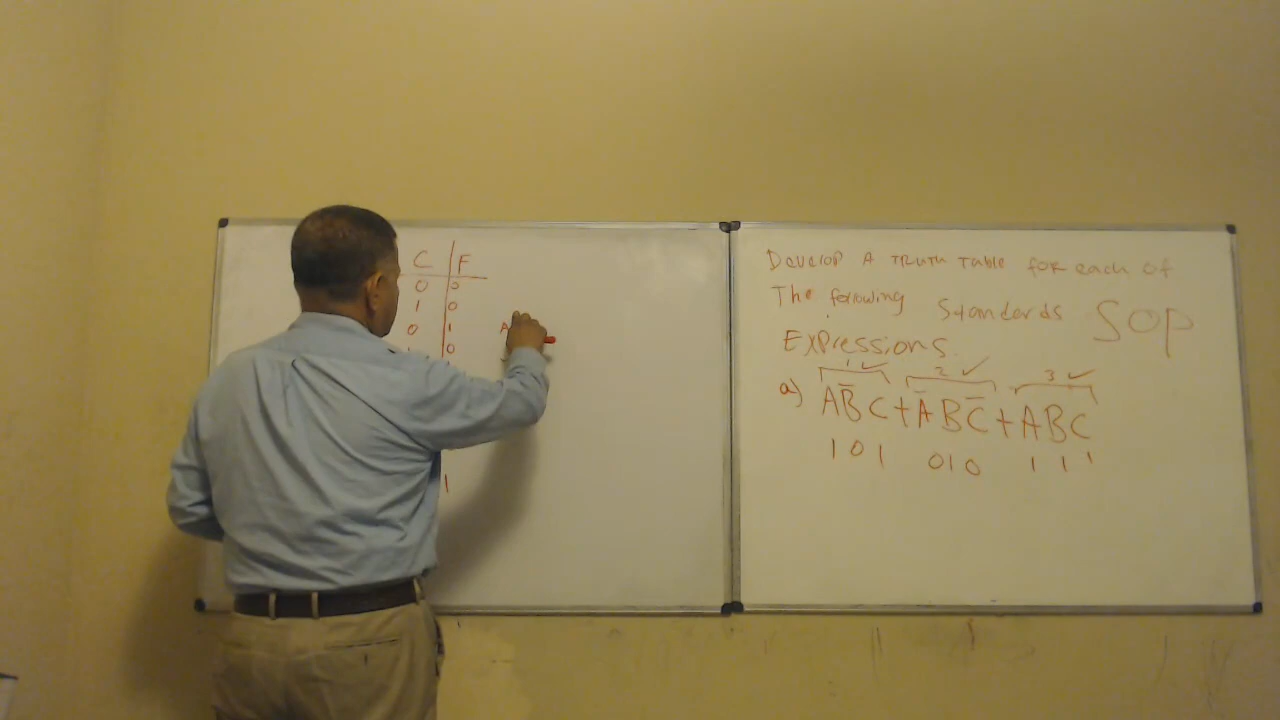 C F
0 0
1 0
0 1
0
1
A
Develop A Truth Table for each of
The following Standards SOP
Expressions.
1 ✓ 2 ✓ 3 ✓
a) AB̅C + A̅BC̅ + ABC
101 010 111